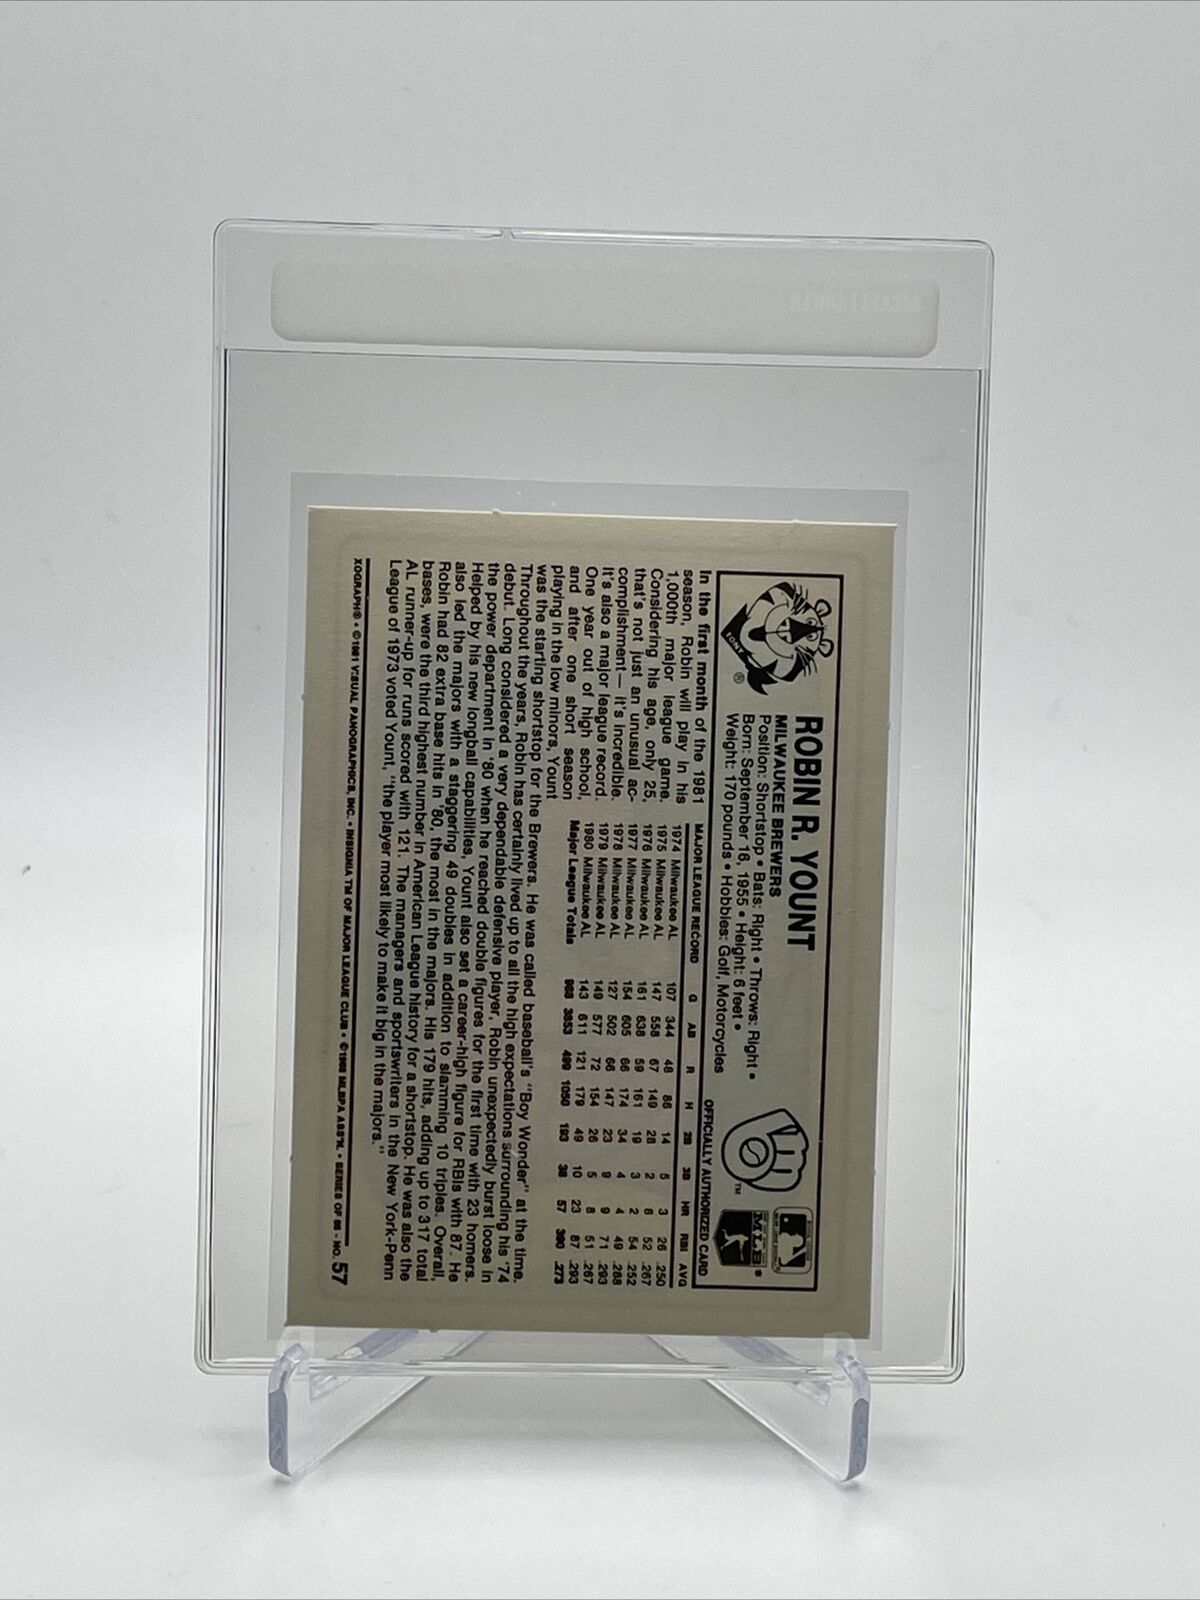 TONY
®
ROBIN R. YOUNT
MILWAUKEE BREWERS
Position: Shortstop • Bats: Right • Throws: Right •
Born: September 16, 1955 • Height: 6 feet •
Weight: 170 pounds • Hobbies: Golf, Motorcycles
TM
MLB
OFFICIALLY AUTHORIZED CARD
In the first month of the 1981
season, Robin will play in his
1,000th major league game.
Considering his age, only 25,
that's not just an unusual ac-
complishment— it's incredible.
It's also a major league record.
One year out of high school,
and after one short season
playing in the low minors, Yount
MAJOR LEAGUE RECORD G AB R H 2B 3B HR RBI AVG
1974 Milwaukee AL 107 344 48 86 14 5 3 26 .250
1975 Milwaukee AL 147 558 67 149 28 2 8 52 .267
1976 Milwaukee AL 161 638 59 161 19 3 2 54 .252
1977 Milwaukee AL 154 605 66 174 34 4 4 49 .288
1978 Milwaukee AL 127 502 66 147 23 9 9 71 .293
1979 Milwaukee AL 149 577 72 154 26 5 8 51 .267
1980 Milwaukee AL 143 611 121 179 49 10 23 87 .293
Major League Totals 988 3853 499 1050 193 38 57 390 .273
was the starting shortstop for the Brewers. He was called baseball's "Boy Wonder" at the time.
Throughout the years, Robin has certainly lived up to all the high expectations surrounding his '74
debut. Long considered a very dependable defensive player, Robin unexpectedly burst loose in
the power department in '80 when he reached double figures for the first time with 23 homers.
Helped by his new longball capabilities, Yount also set a career-high figure for RBIs with 87. He
also led the majors with a staggering 49 doubles in addition to slamming 10 triples. Overall,
Robin had 82 extra base hits in '80, the most in the majors. His 179 hits, adding up to 317 total
bases, were the third highest number in American League history for a shortstop. He was also the
AL runner-up for runs scored with 121. The managers and sportswriters in the New York-Penn
League of 1973 voted Yount, "the player most likely to make it big in the majors."
XOGRAPH® • ©1981 VISUAL PANOGRAPHICS, INC. • INSIGNIA TM OF MAJOR LEAGUE CLUB • MLBPA ASS'N. • SERIES OF 66 - NO. 57